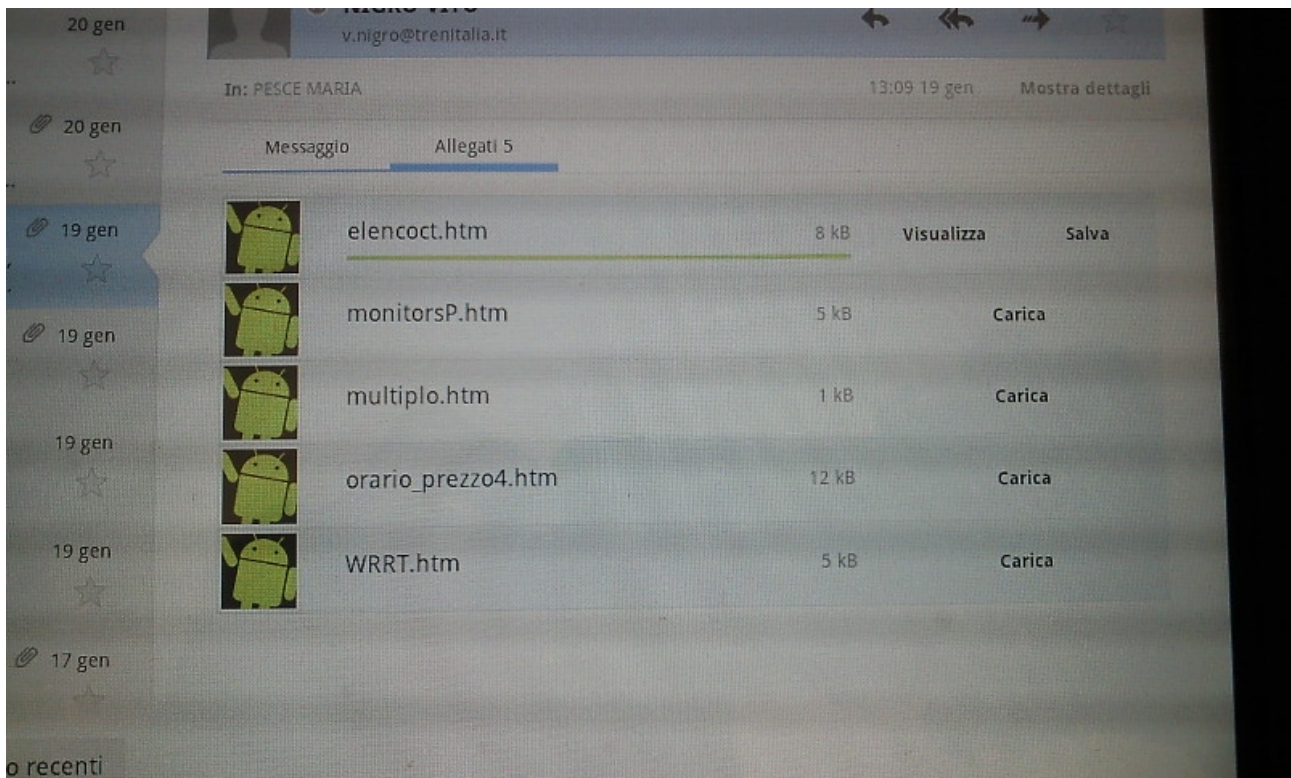 20 gen
20 gen
19 gen
19 gen
19 gen
19 gen
17 gen
o recenti
NIGRO VITO
v.nigro@trenitalia.it
In: PESCE MARIA
13:09 19 gen
Mostra dettagli
Messaggio
Allegati 5
elencoct.htm 8 kB Visualizza Salva
monitorsP.htm 5 kB Carica
multiplo.htm 1 kB Carica
orario_prezzo4.htm 12 kB Carica
WRRT.htm 5 kB Carica